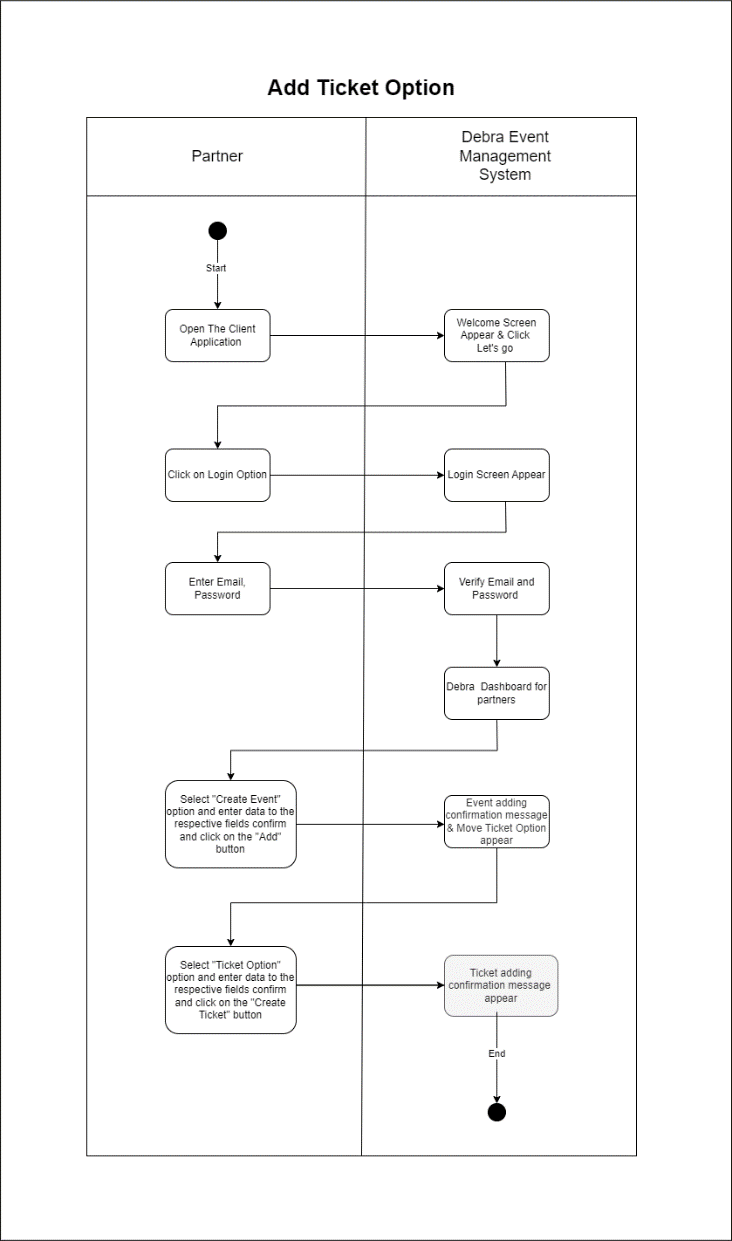 Add Ticket Option
Partner
Debra Event
Management
System
Start
Open The Client
Application
Welcome Screen
Appear & Click
Let's go
Click on Login Option
Login Screen Appear
Enter Email,
Password
Verify Email and
Password
Debra Dashboard for
partners
Select "Create Event"
option and enter data to the
respective fields confirm
and click on the "Add"
button
Event adding
confirmation message
& Move Ticket Option
appear
Select "Ticket Option"
option and enter data to the
respective fields confirm
and click on the "Create
Ticket" button
Ticket adding
confirmation message
appear
End